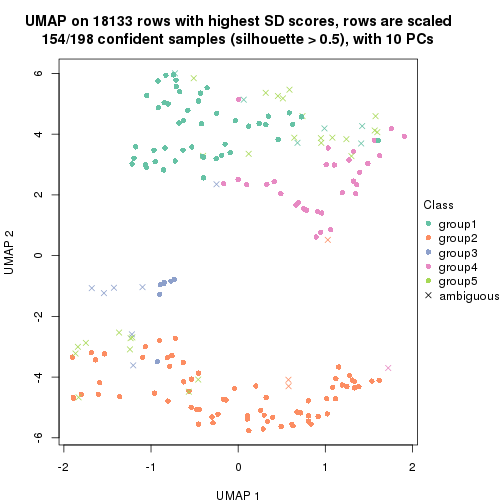 UMAP on 18133 rows with highest SD scores, rows are scaled
154/198 confident samples (silhouette > 0.5), with 10 PCs
6
4
2
0
-2
-4
-6
UMAP 2
-2
-1
0
1
2
UMAP 1
Class
group1
group2
group3
group4
group5
ambiguous